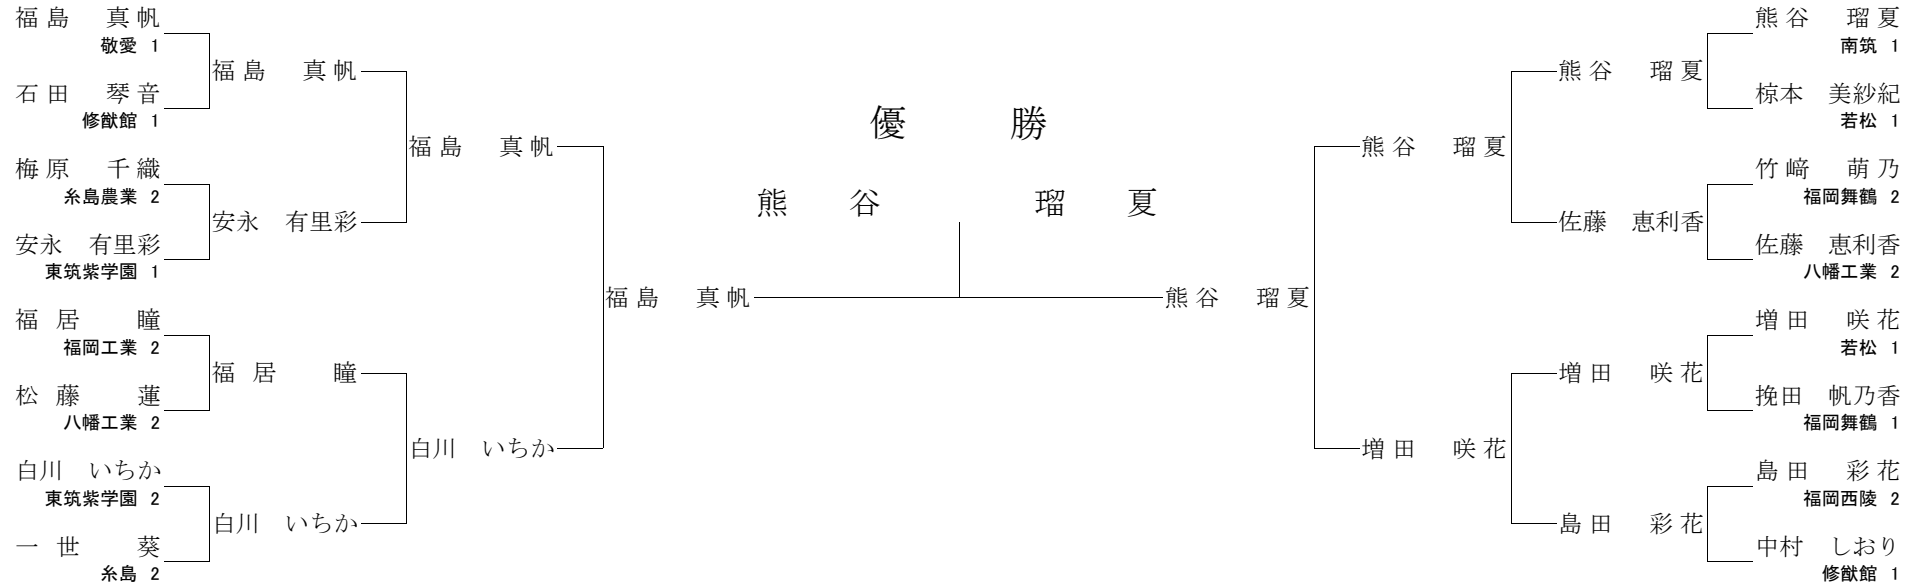 福島 真帆
敬愛 1
石田 琴音
修猷館 1
梅原 千織
糸島農業 2
安永 有里彩
東筑紫学園 1
福居 瞳
福岡工業 2
松藤 蓮
八幡工業 2
白川 いちか
東筑紫学園 2
一世 葵
糸島 2
福島 真帆
安永 有里彩
福居 瞳
白川 いちか
福島 真帆
白川 いちか
福島 真帆
優勝
熊谷 瑠夏
熊谷 瑠夏
熊谷 瑠夏
増田 咲花
熊谷 瑠夏
佐藤 恵利香
増田 咲花
島田 彩花
熊谷 瑠夏
南筑 1
椋本 美紗紀
若松 1
竹﨑 萌乃
福岡舞鶴 2
佐藤 恵利香
八幡工業 2
増田 咲花
若松 1
挽田 帆乃香
福岡舞鶴 1
島田 彩花
福岡西陵 2
中村 しおり
修猷館 1